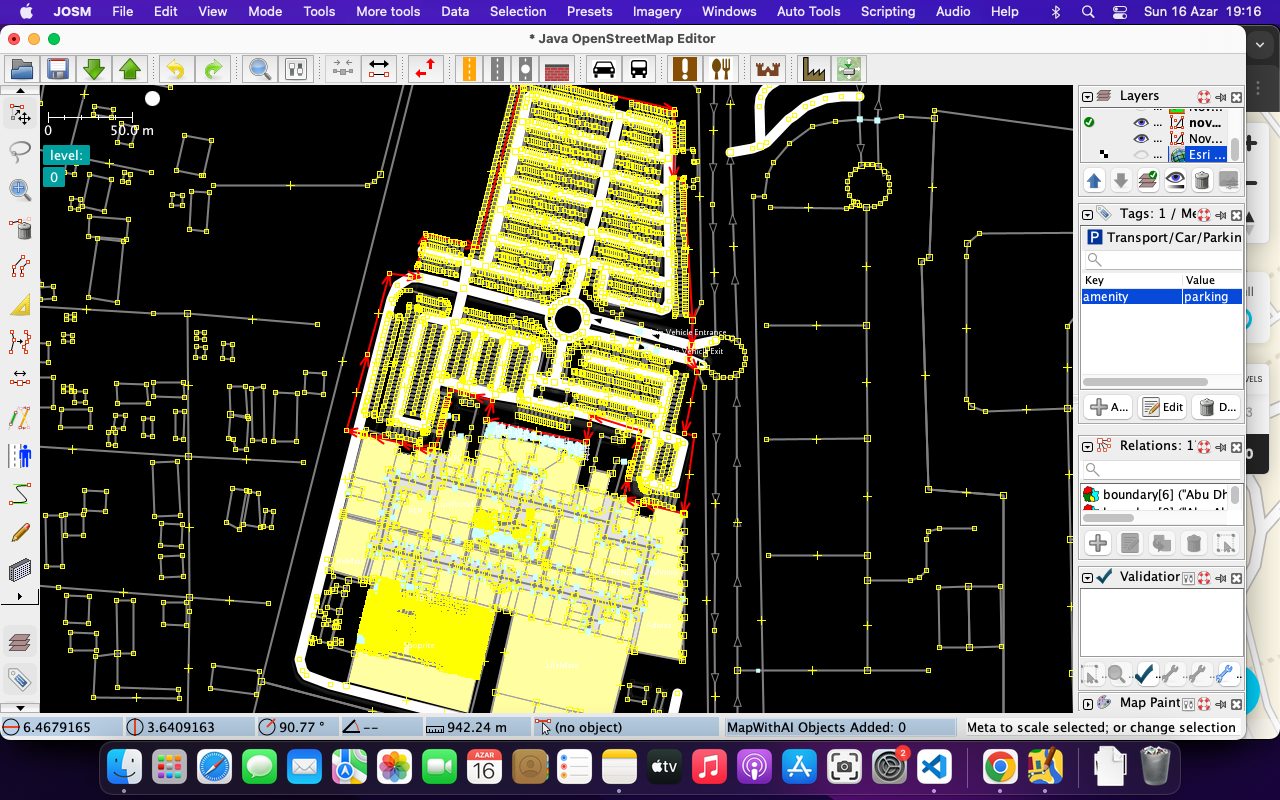 JOSM File Edit View Mode Tools More tools Data Selection Presets Imagery Windows Auto Tools Scripting Audio Help Sun 16 Azar 19:16
* Java OpenStreetMap Editor
0 50.0 m
level:
0
Vehicle Entrance
Vehicle Exit
Layers
nov...
Nov...
Esri ...
Tags: 1 / Me
P Transport/Car/Parkin
Key Value
amenity parking
A... Edit D...
Relations: 1
boundary[6] ("Abu Dh
Validation
Map Paint
6.4679165 3.6409163 90.77 ° -- 942.24 m (no object) MapWithAI Objects Added: 0 Meta to scale selected; or change selection
AZAR
16
tv
2